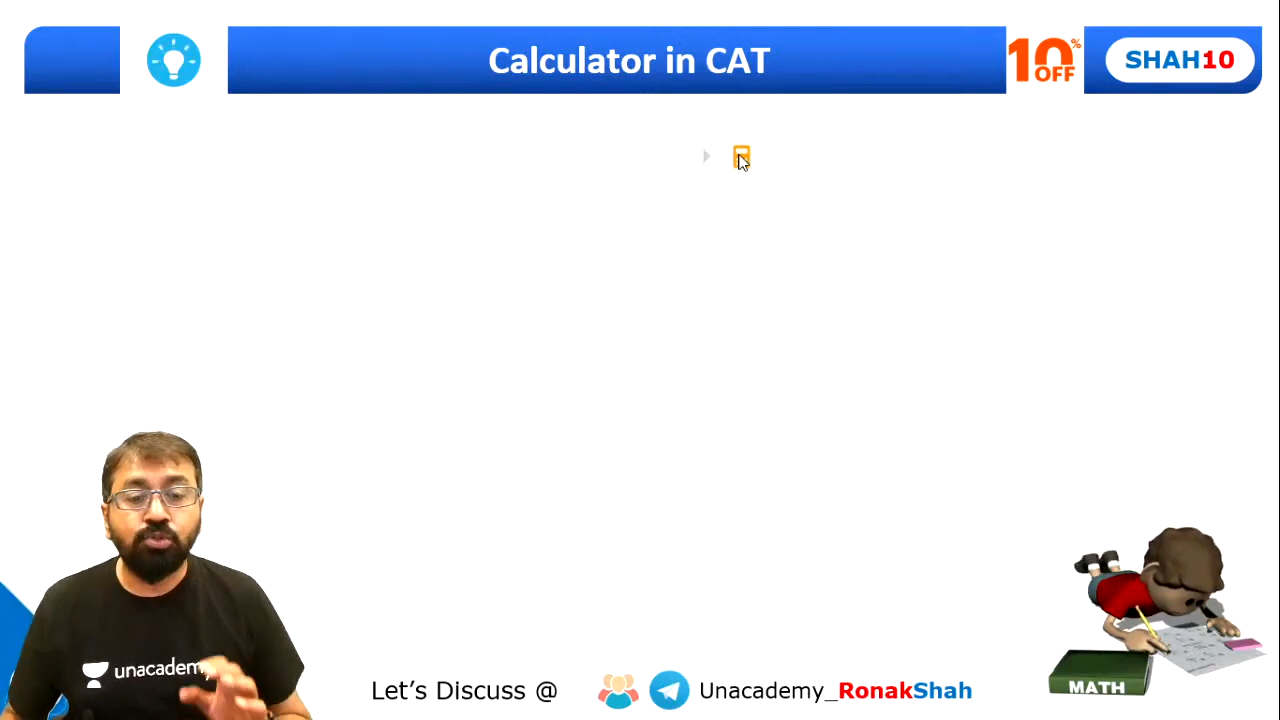 Calculator in CAT
10% OFF
SHAH10
unacademy
MATH
Let’s Discuss @ Unacademy_RonakShah